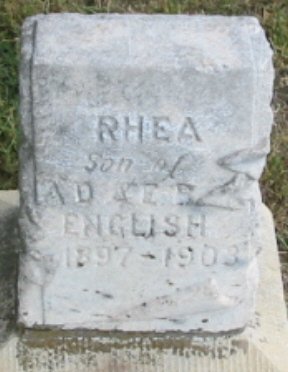 RHEA
Son of
A D & E B
ENGLISH
1897-1903